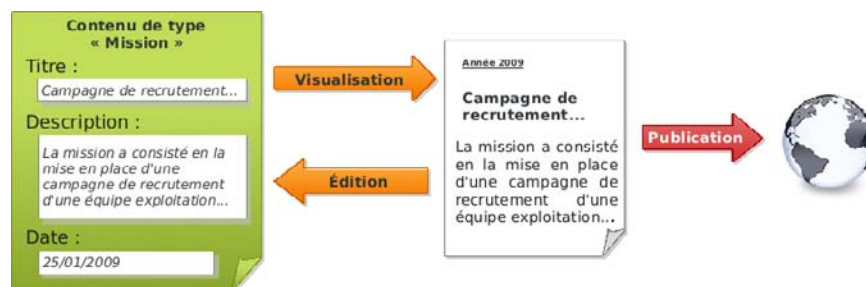 Contenu de type
« Mission »
Titre :
Campagne de recrutement...
Description :
La mission a consisté en la
mise en place d'une
campagne de recrutement
d'une équipe exploitation...
Date :
25/01/2009
Visualisation
Édition
Année 2009
Campagne de
recrutement...
La mission a consisté
en la mise en place
d'une campagne de
recrutement d'une
équipe exploitation...
Publication